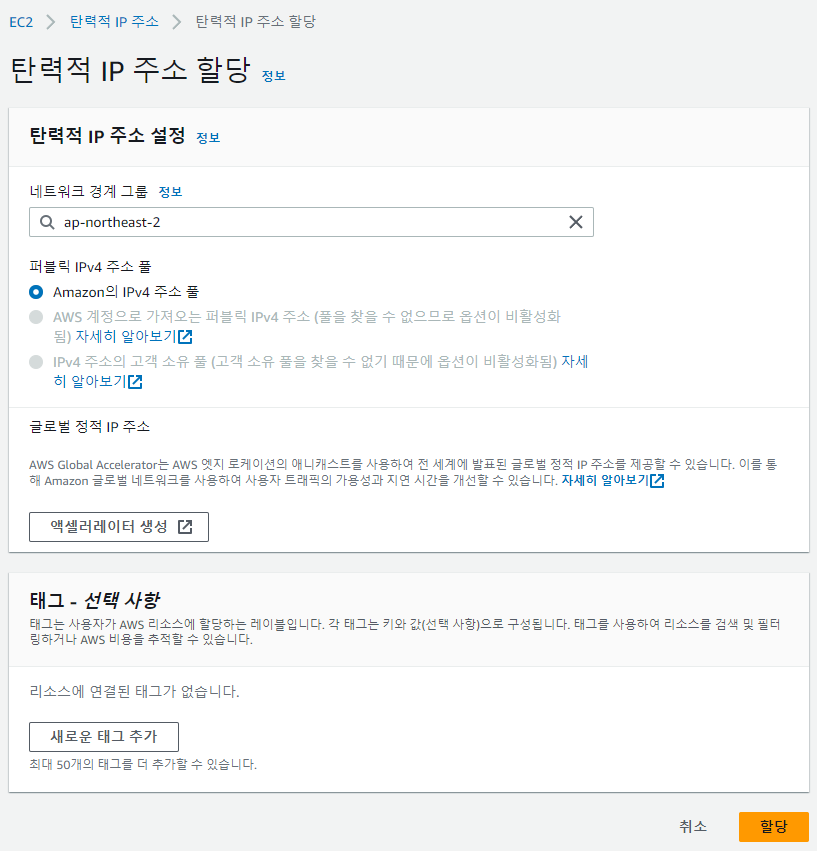 EC2 > 탄력적 IP 주소 > 탄력적 IP 주소 할당
탄력적 IP 주소 할당 정보
탄력적 IP 주소 설정 정보
네트워크 경계 그룹 정보
ap-northeast-2
퍼블릭 IPv4 주소 풀
Amazon의 IPv4 주소 풀
AWS 계정으로 가져오는 퍼블릭 IPv4 주소 (풀을 찾을 수 없으므로 옵션이 비활성화
됨) 자세히 알아보기
IPv4 주소의 고객 소유 풀 (고객 소유 풀을 찾을 수 없기 때문에 옵션이 비활성화됨) 자세
히 알아보기
글로벌 정적 IP 주소
AWS Global Accelerator는 AWS 엣지 로케이션의 애니캐스트를 사용하여 전 세계에 발표된 글로벌 정적 IP 주소를 제공할 수 있습니다. 이를 통
해 Amazon 글로벌 네트워크를 사용하여 사용자 트래픽의 가용성과 지연 시간을 개선할 수 있습니다. 자세히 알아보기
액셀러레이터 생성
태그 - 선택 사항
태그는 사용자가 AWS 리소스에 할당하는 레이블입니다. 각 태그는 키와 값(선택 사항)으로 구성됩니다. 태그를 사용하여 리소스를 검색 및 필터
링하거나 AWS 비용을 추적할 수 있습니다.
리소스에 연결된 태그가 없습니다.
새로운 태그 추가
최대 50개의 태그를 더 추가할 수 있습니다.
취소 할당